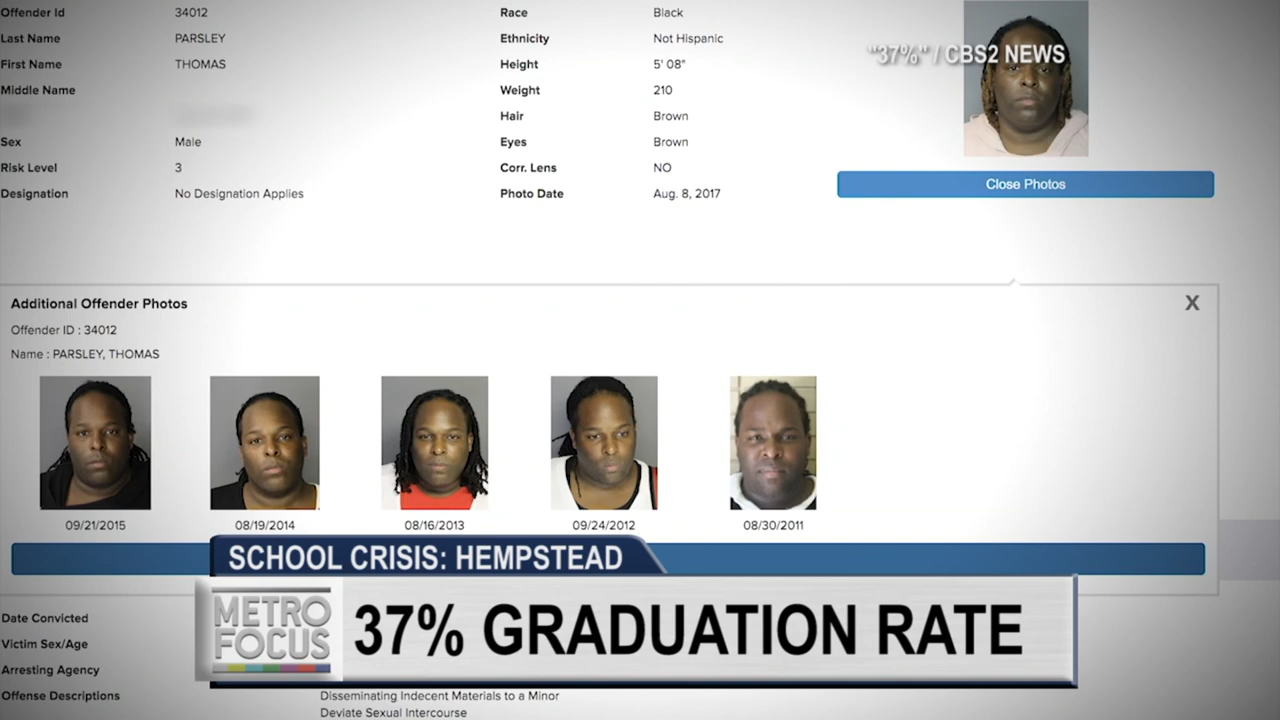 Offender Id 34012
Last Name PARSLEY
First Name THOMAS
Middle Name
Sex Male
Risk Level 3
Designation No Designation Applies
Race Black
Ethnicity Not Hispanic
Height 5' 08"
Weight 210
Hair Brown
Eyes Brown
Corr. Lens NO
Photo Date Aug. 8, 2017
"37%" / CBS2 NEWS
Close Photos
Additional Offender Photos
X
Offender ID : 34012
Name : PARSLEY, THOMAS
09/21/2015
08/19/2014
08/16/2013
09/24/2012
08/30/2011
SCHOOL CRISIS: HEMPSTEAD
METRO
FOCUS
37% GRADUATION RATE
Date Convicted
Victim Sex/Age
Arresting Agency
Offense Descriptions Disseminating Indecent Materials to a Minor
Deviate Sexual Intercourse